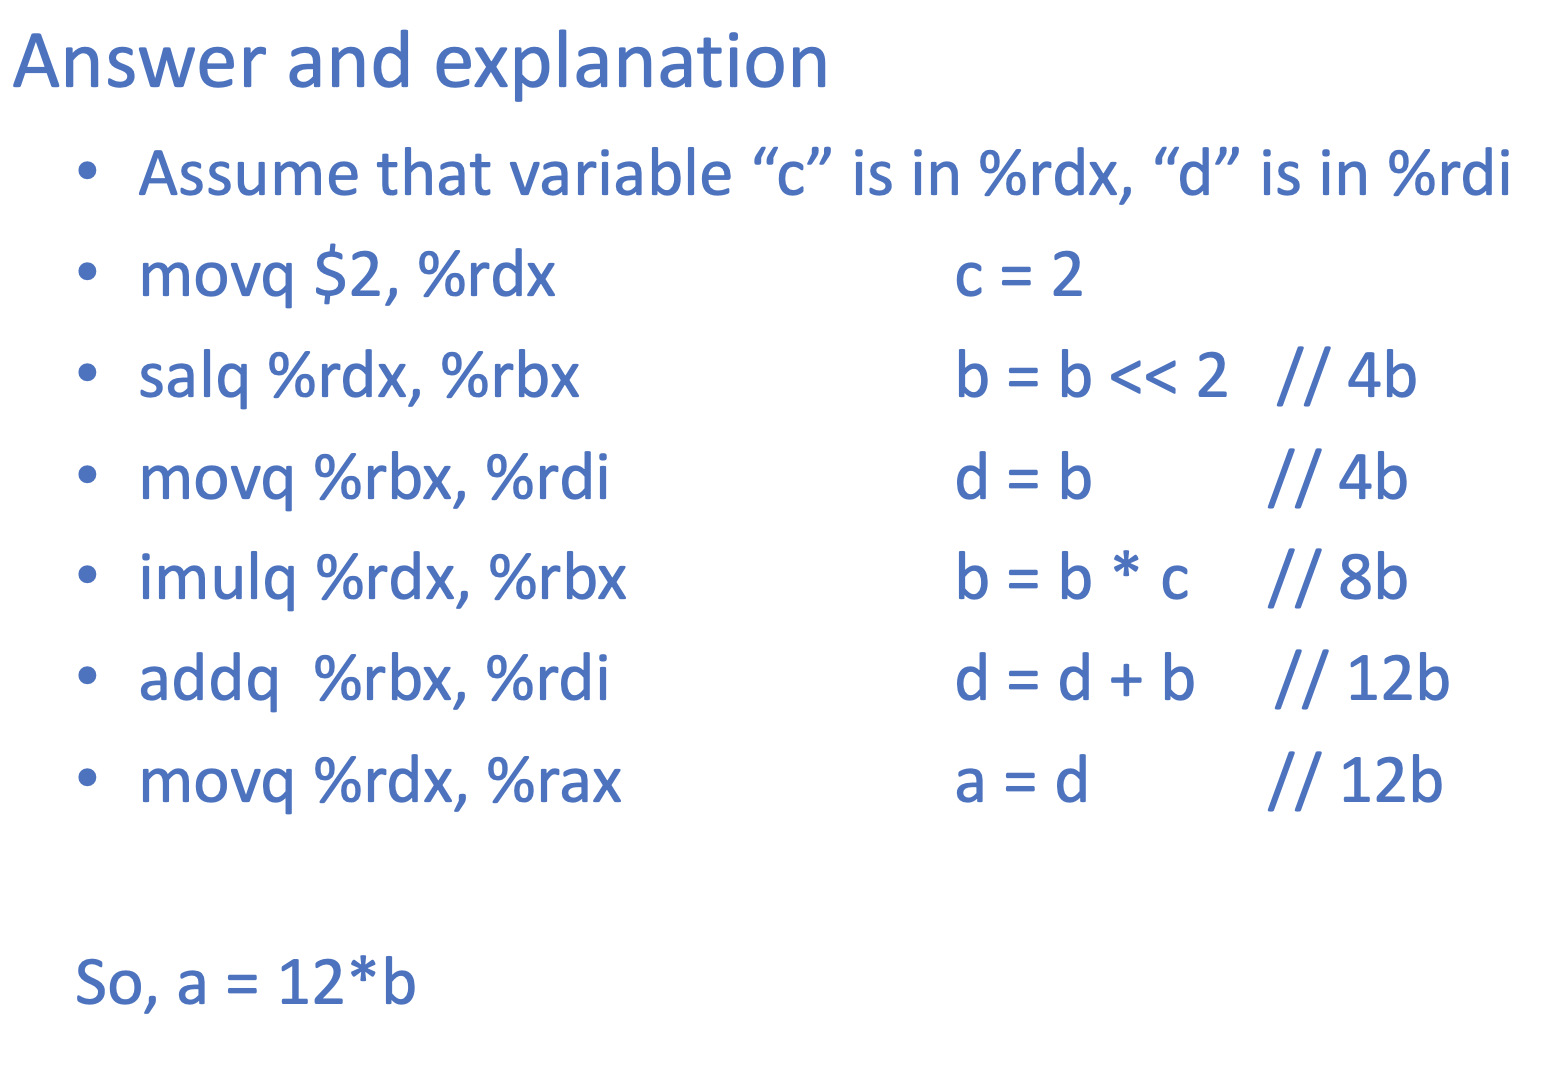 Answer and explanation
• Assume that variable “c” is in %rdx, “d” is in %rdi
• movq $2, %rdx c = 2
• salq %rdx, %rbx b = b << 2 // 4b
• movq %rbx, %rdi d = b // 4b
• imulq %rdx, %rbx b = b * c // 8b
• addq %rbx, %rdi d = d + b // 12b
• movq %rdx, %rax a = d // 12b
So, a = 12*b